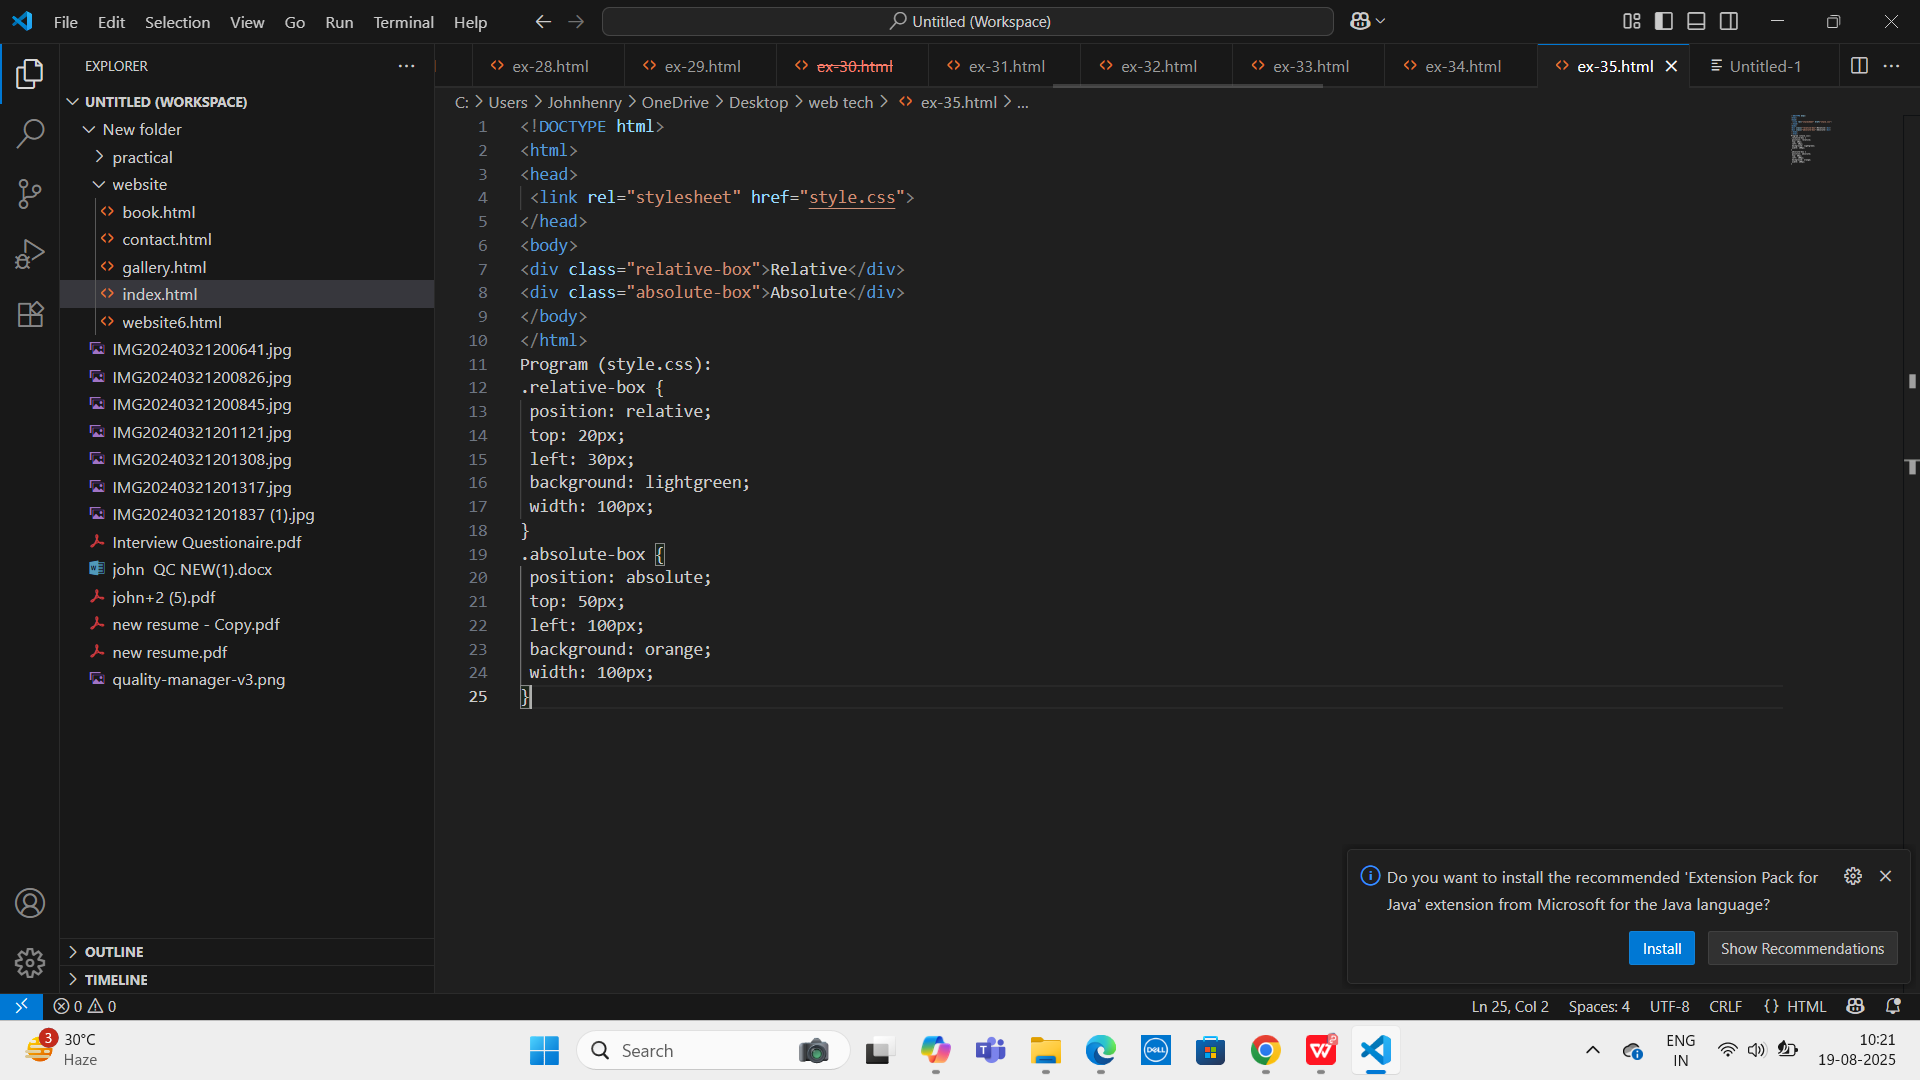 File Edit Selection View Go Run Terminal Help
Untitled (Workspace)
EXPLORER
UNTITLED (WORKSPACE)
New folder
practical
website
book.html
contact.html
gallery.html
index.html
website6.html
IMG20240321200641.jpg
IMG20240321200826.jpg
IMG20240321200845.jpg
IMG20240321201121.jpg
IMG20240321201308.jpg
IMG20240321201317.jpg
IMG20240321201837 (1).jpg
Interview Questionaire.pdf
john QC NEW(1).docx
john+2 (5).pdf
new resume - Copy.pdf
new resume.pdf
quality-manager-v3.png
OUTLINE
TIMELINE
ex-28.html ex-29.html ex-30.html ex-31.html ex-32.html ex-33.html ex-34.html ex-35.html Untitled-1
C: > Users > Johnhenry > OneDrive > Desktop > web tech > ex-35.html > ...
1 <!DOCTYPE html>
2 <html>
3 <head>
4 <link rel="stylesheet" href="style.css">
5 </head>
6 <body>
7 <div class="relative-box">Relative</div>
8 <div class="absolute-box">Absolute</div>
9 </body>
10 </html>
11 Program (style.css):
12 .relative-box {
13 position: relative;
14 top: 20px;
15 left: 30px;
16 background: lightgreen;
17 width: 100px;
18 }
19 .absolute-box {
20 position: absolute;
21 top: 50px;
22 left: 100px;
23 background: orange;
24 width: 100px;
25 }
Do you want to install the recommended 'Extension Pack for
Java' extension from Microsoft for the Java language?
Install Show Recommendations
0 0 Ln 25, Col 2 Spaces: 4 UTF-8 CRLF {} HTML
3 30°C
Haze
Search
DELL
W
ENG
IN
10:21
19-08-2025